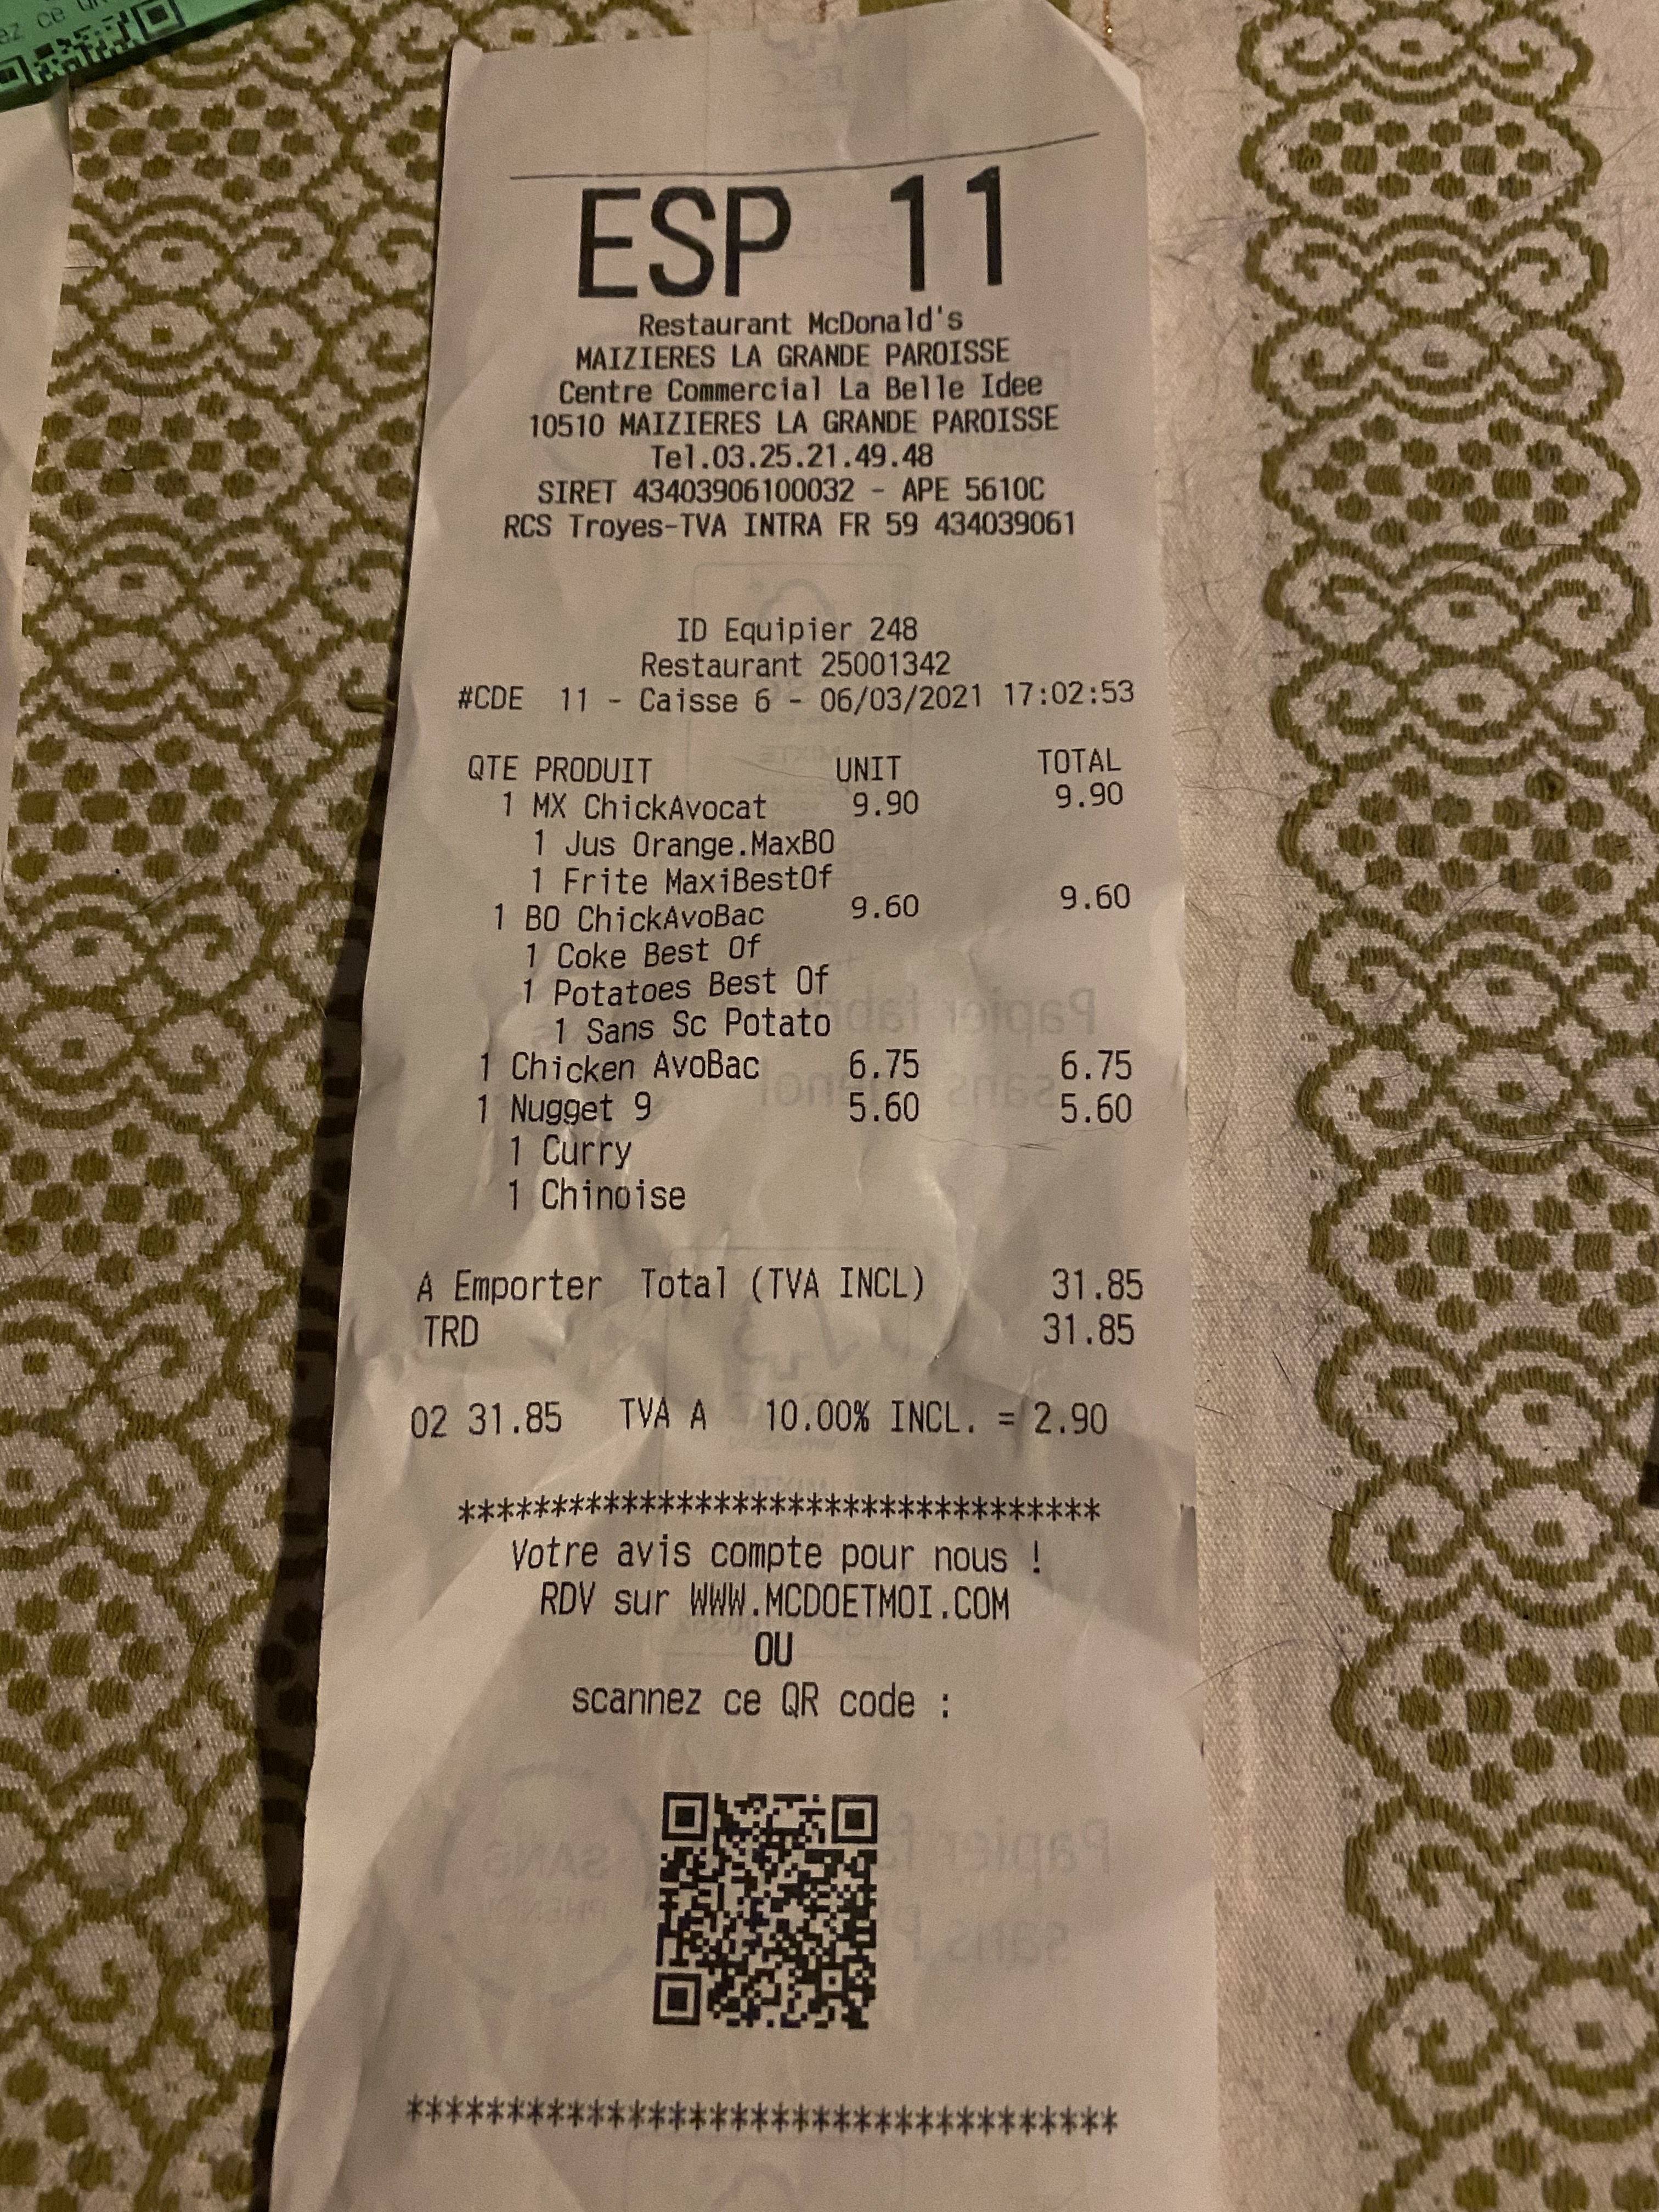 ez ce QR
ESP 11
Restaurant McDonald's
MAIZIERES LA GRANDE PAROISSE
Centre Commercial La Belle Idee
10510 MAIZIERES LA GRANDE PAROISSE
Tel.03.25.21.49.48
SIRET 43403906100032 - APE 5610C
RCS Troyes-TVA INTRA FR 59 434039061
ID Equipier 248
Restaurant 25001342
#CDE 11 - Caisse 6 - 06/03/2021 17:02:53
QTE PRODUIT UNIT TOTAL
1 MX ChickAvocat 9.90 9.90
1 Jus Orange.MaxBO
1 Frite MaxiBestOf
1 BO ChickAvoBac 9.60 9.60
1 Coke Best Of
1 Potatoes Best Of
1 Sans Sc Potato
1 Chicken AvoBac 6.75 6.75
1 Nugget 9 5.60 5.60
1 Curry
1 Chinoise
A Emporter Total (TVA INCL) 31.85
TRD 31.85
02 31.85 TVA A 10.00% INCL. = 2.90
***********************************
Votre avis compte pour nous !
RDV sur WWW.MCDOETMOI.COM
OU
scannez ce QR code :
***********************************